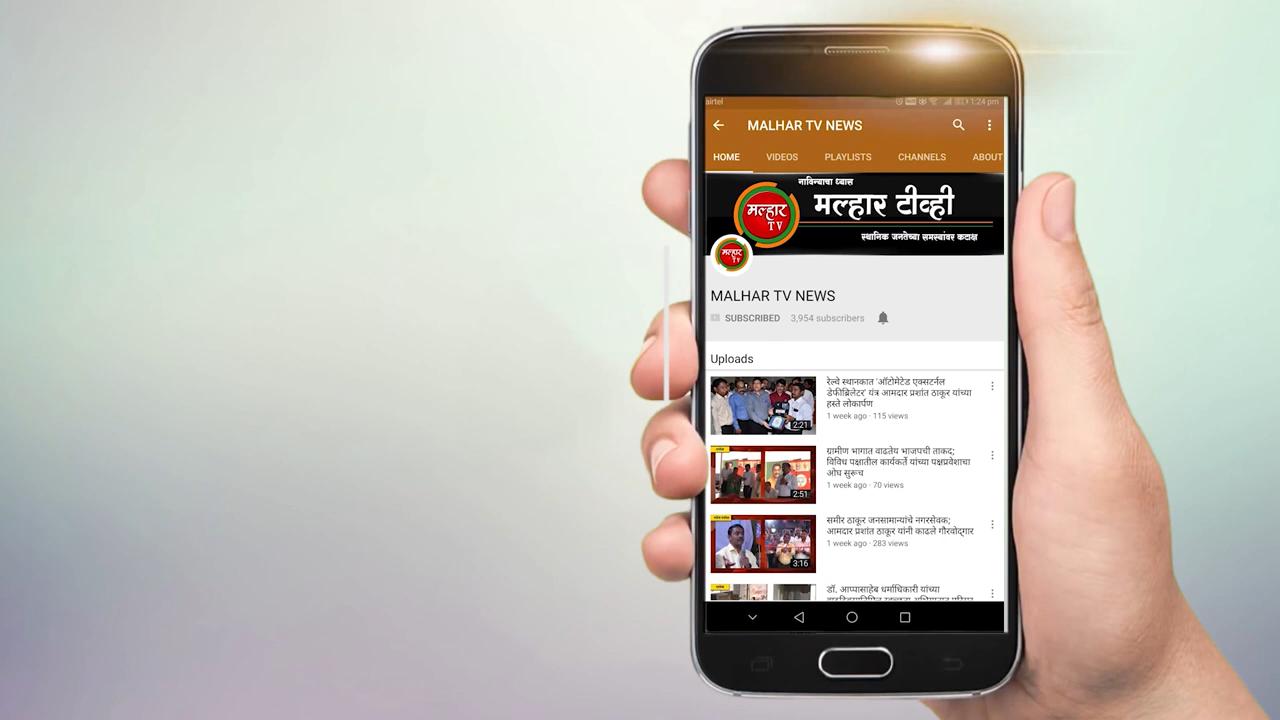 airtel
1:24 pm
MALHAR TV NEWS
HOME VIDEOS PLAYLISTS CHANNELS ABOUT
नाविन्याचा ध्यास
मल्हार टीव्ही
मल्हार
TV
स्थानिक जनतेच्या समस्यांवर कटाक्ष
मल्हार
TV
MALHAR TV NEWS
SUBSCRIBED 3,954 subscribers
Uploads
रेल्वे स्थानकात 'ऑटोमेटेड एक्सटर्नल
डेफीब्रिलेटर' यंत्र आमदार प्रशांत ठाकूर यांच्या
हस्ते लोकार्पण
1 week ago · 115 views
2:21
ग्रामीण भागात वाढतेय भाजपची ताकद;
विविध पक्षातील कार्यकर्ते यांच्या पक्षप्रवेशाचा
ओघ सुरूच
1 week ago · 70 views
2:51
समीर ठाकूर जनसामान्यांचे नगरसेवक;
आमदार प्रशांत ठाकूर यांनी काढले गौरवोद्गार
1 week ago · 283 views
3:16
डॉ. आप्पासाहेब धर्माधिकारी यांच्या